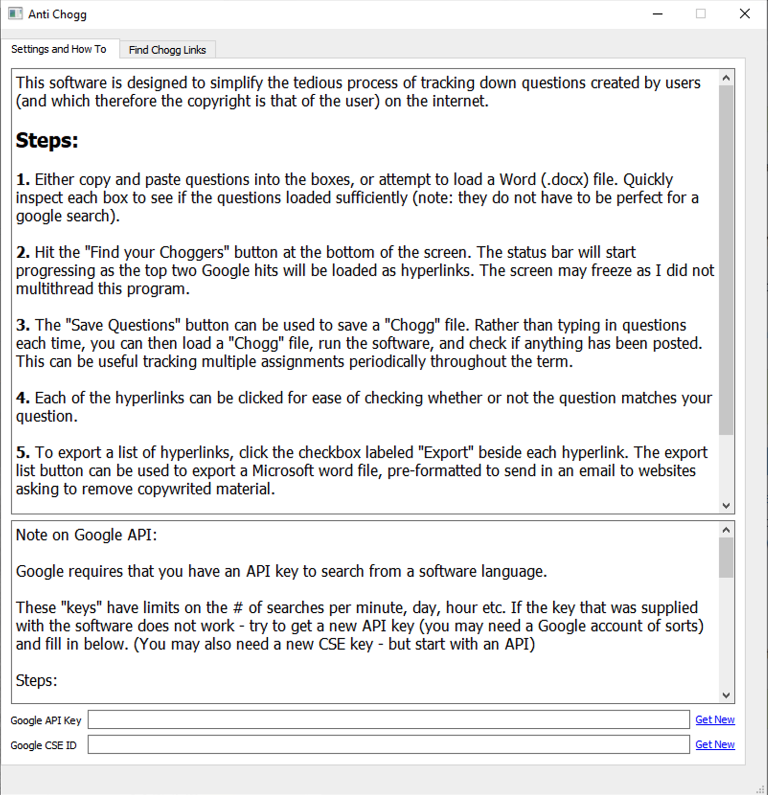 Anti Chogg
Settings and How To
Find Chogg Links
This software is designed to simplify the tedious process of tracking down questions created by users
(and which therefore the copyright is that of the user) on the internet.
Steps:
1. Either copy and paste questions into the boxes, or attempt to load a Word (.docx) file. Quickly
inspect each box to see if the questions loaded sufficiently (note: they do not have to be perfect for a
google search).
2. Hit the "Find your Choggers" button at the bottom of the screen. The status bar will start
progressing as the top two Google hits will be loaded as hyperlinks. The screen may freeze as I did not
multithread this program.
3. The "Save Questions" button can be used to save a "Chogg" file. Rather than typing in questions
each time, you can then load a "Chogg" file, run the software, and check if anything has been posted.
This can be useful tracking multiple assignments periodically throughout the term.
4. Each of the hyperlinks can be clicked for ease of checking whether or not the question matches your
question.
5. To export a list of hyperlinks, click the checkbox labeled "Export" beside each hyperlink. The export
list button can be used to export a Microsoft word file, pre-formatted to send in an email to websites
asking to remove copywrited material.
Note on Google API:
Google requires that you have an API key to search from a software language.
These "keys" have limits on the # of searches per minute, day, hour etc. If the key that was supplied
with the software does not work - try to get a new API key (you may need a Google account of sorts)
and fill in below. (You may also need a new CSE key - but start with an API)
Steps:
Google API Key
Get New
Google CSE ID
Get New